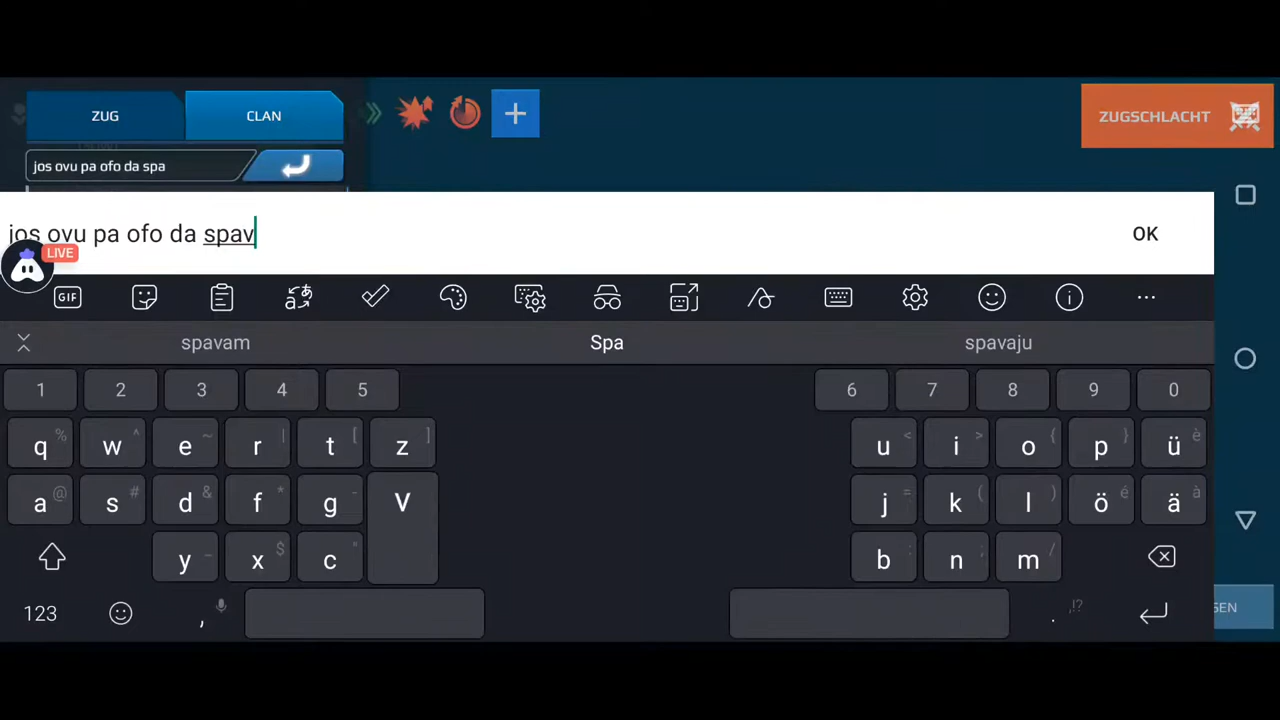 ZUG
CLAN
ZUGSCHLACHT
jos ovu pa ofo da spa
jos ovu pa ofo da spav
OK
LIVE
GIF
spavam
Spa
spavaju
1 2 3 4 5 6 7 8 9 0
q % w ^ e ~ r | t [ z ] u < i > o { p } ü è
a @ s # d & f * g - V j = k ( l ) ö é ä à
y _ x $ c " b : n ; m /
123 , . ,!?
SEN